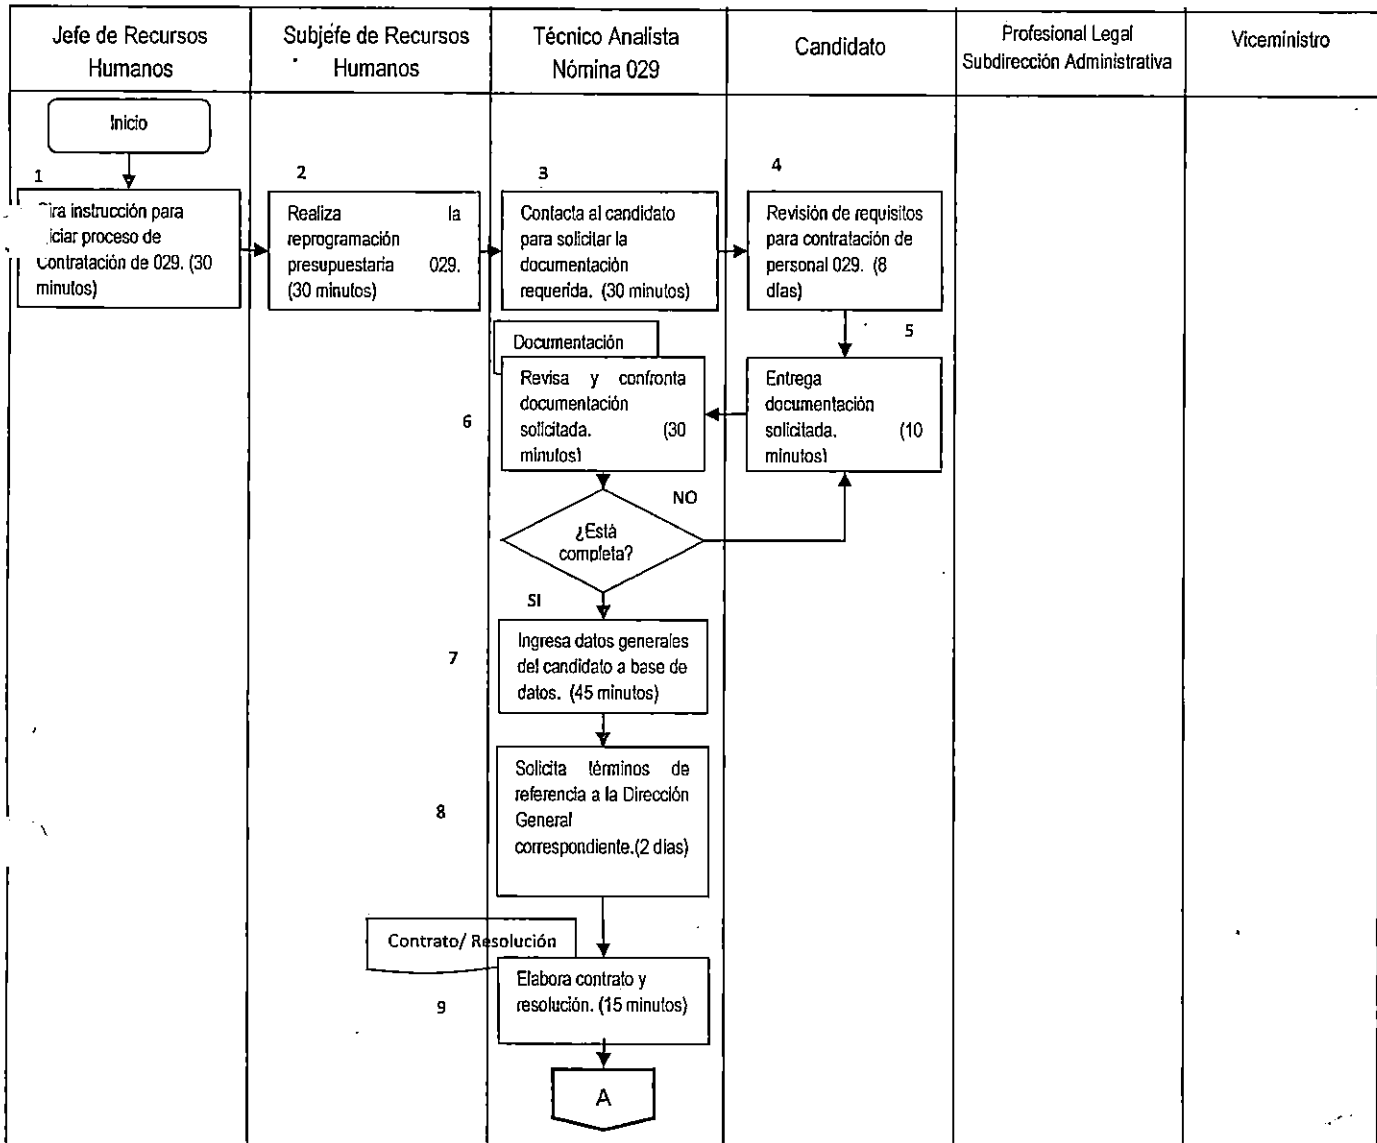 Jefe de Recursos
Humanos
Subjefe de Recursos
Humanos
Técnico Analista
Nómina 029
Candidato
Profesional Legal
Subdirección Administrativa
Viceministro
Inicio
1
instrucción para
proceso de
Contratación de 029. (30
minutos)
2
Realiza la
reprogramación
presupuestaria 029.
(30 minutos)
3
Contacta al candidato
para solicitar la
documentación
requerida. (30 minutos)
4
Revisión de requisitos
para contratación de
personal 029. (8
días)
5
Entrega
documentación
solicitada. (10
minutos)
Documentación
6
Revisa y confronta
documentación
solicitada. (30
minutos)
¿Está
completa?
NO
SI
7
Ingresa datos generales
del candidato a base de
datos. (45 minutos)
8
Solicita términos de
referencia a la Dirección
General
correspondiente.(2 días)
Contrato/ Resolución
9
Elabora contrato y
resolución. (15 minutos)
A